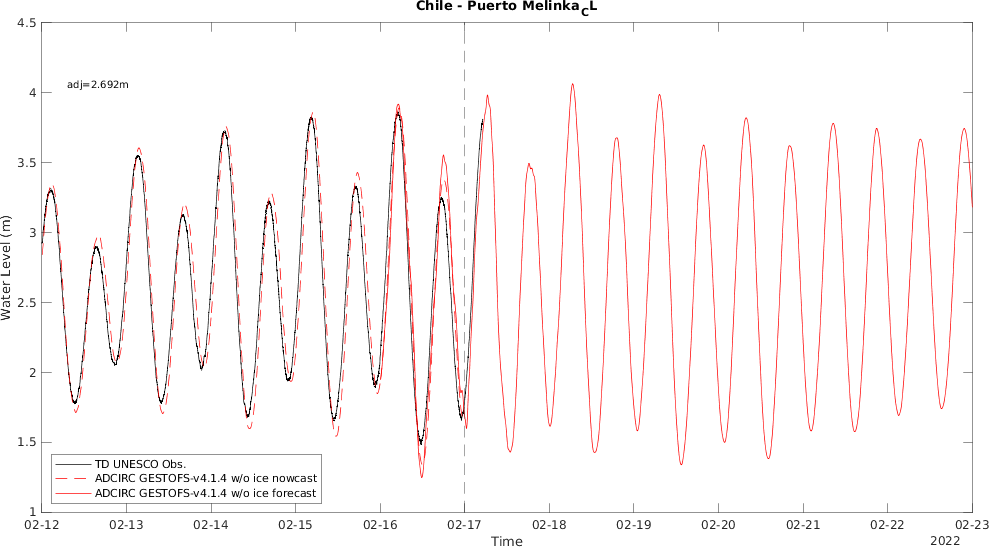 Chile - Puerto Melinka_CL
4.5
adj=2.692m
4
3.5
3
2.5
2
1.5
1
Water Level (m)
TD UNESCO Obs.
ADCIRC GESTOFS-v4.1.4 w/o ice nowcast
ADCIRC GESTOFS-v4.1.4 w/o ice forecast
02-12 02-13 02-14 02-15 02-16 02-17 02-18 02-19 02-20 02-21 02-22 02-23
Time
2022